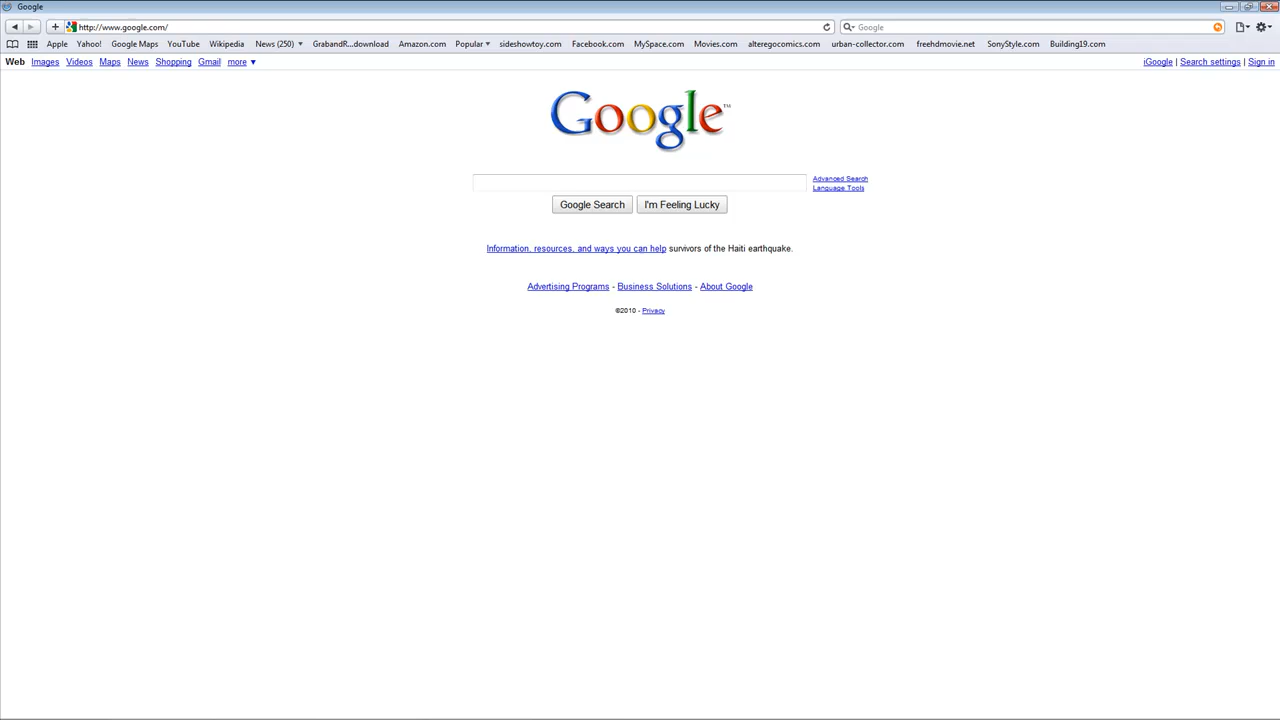 Google
http://www.google.com/
Google
Apple Yahoo! Google Maps YouTube Wikipedia News (250) GrabandR...download Amazon.com Popular sideshowtoy.com Facebook.com MySpace.com Movies.com alteregocomics.com urban-collector.com freehdmovie.net SonyStyle.com Building19.com
Web Images Videos Maps News Shopping Gmail more iGoogle | Search settings | Sign in
Google™
Advanced Search
Language Tools
Google Search I'm Feeling Lucky
Information, resources, and ways you can help survivors of the Haiti earthquake.
Advertising Programs - Business Solutions - About Google
©2010 - Privacy